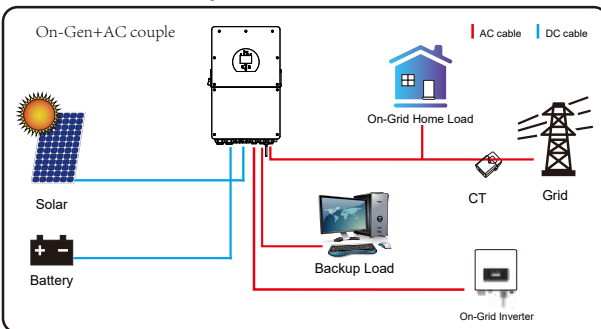 On-Gen+AC couple
AC cable
DC cable
On-Grid Home Load
CT
Grid
Solar
Backup Load
Battery
On-Grid Inverter